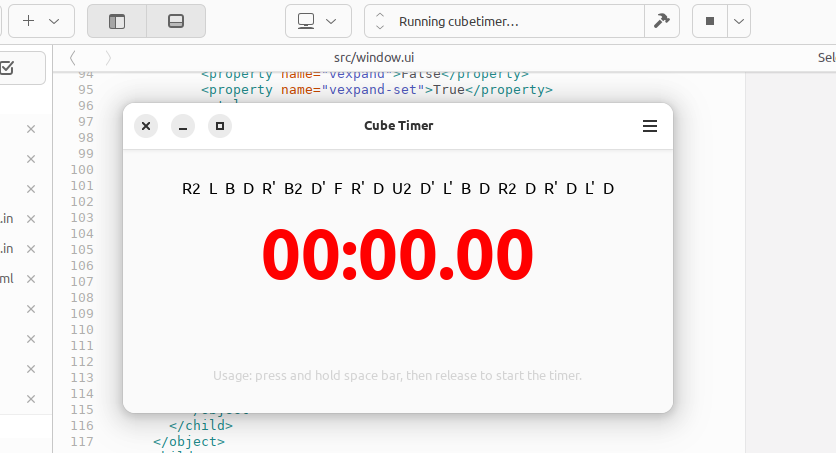 Running cubetimer...
src/window.ui
Sel
94 <property name="vexpand">False</property>
95 <property name="vexpand-set">True</property>
96
97
98
99
100
101
102
103
104
105
106
107
108
109
110
111
112
113
114
115
116 </child>
117 </object>
.in
.in
ml
Cube Timer
R2 L B D R' B2 D' F R' D U2 D' L' B D R2 D R' D L' D
00:00.00
Usage: press and hold space bar, then release to start the timer.